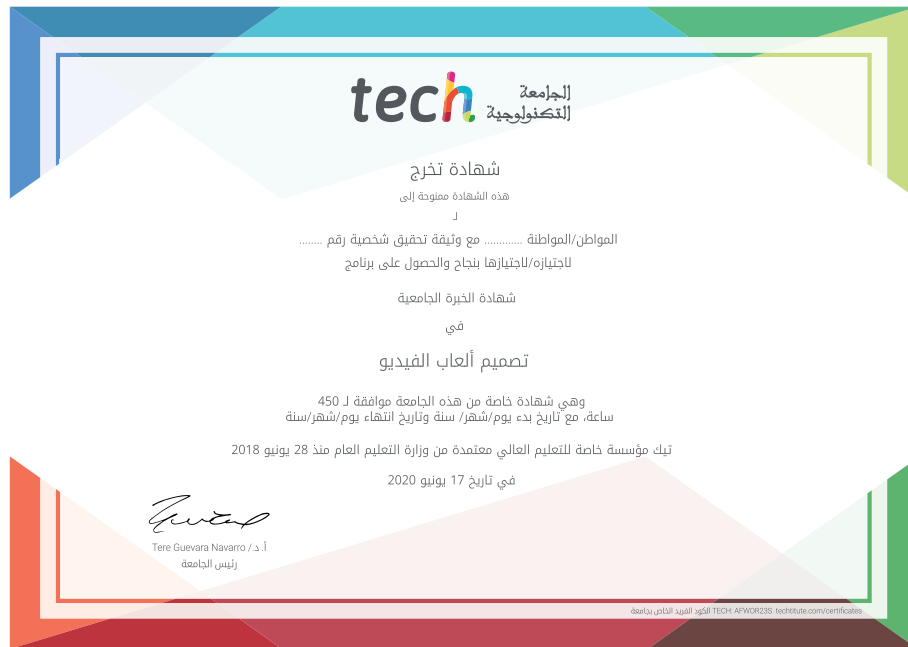 tech الجامعة
التكنولوجية
شهادة تخرج
هذه الشهادة ممنوحة إلى
لـ
المواطن/المواطنة ............ مع وثيقة تحقيق شخصية رقم ........
لاجتيازه/لاجتيازها بنجاح والحصول على برنامج
شهادة الخبرة الجامعية
في
تصميم ألعاب الفيديو
وهي شهادة خاصة من هذه الجامعة موافقة لـ 450
ساعة، مع تاريخ بدء يوم/شهر/ سنة وتاريخ انتهاء يوم/شهر/سنة
تيك مؤسسة خاصة للتعليم العالي معتمدة من وزارة التعليم العام منذ 28 يونيو 2018
في تاريخ 17 يونيو 2020
أ. د./ Tere Guevara Navarro
رئيس الجامعة
الكود الفريد الخاص بجامعة TECH: AFWOR23S techtitute.com/certificates